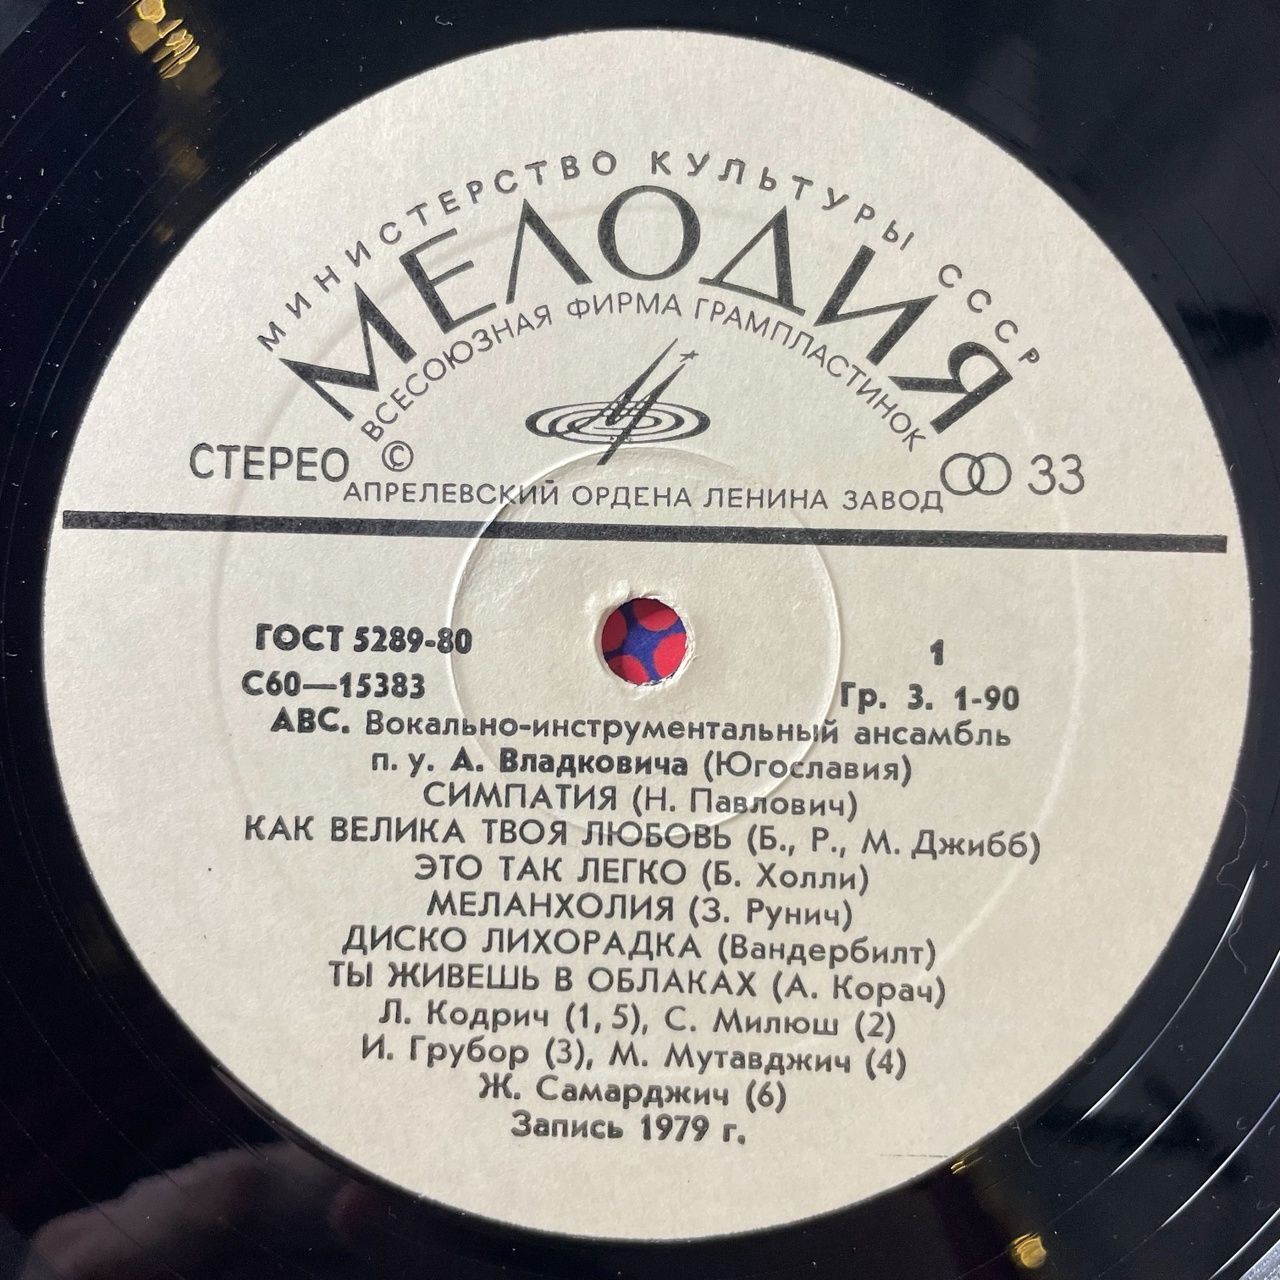 МИНИСТЕРСТВО КУЛЬТУРЫ СССР
МЕЛОДИЯ
ВСЕСОЮЗНАЯ ФИРМА ГРАМПЛАСТИНОК
СТЕРЕО © 33
АПРЕЛЕВСКИЙ ОРДЕНА ЛЕНИНА ЗАВОД
ГОСТ 5289-80 1
С60—15383 Гр. 3. 1-90
АВС. Вокально-инструментальный ансамбль
п. у. А. Владковича (Югославия)
СИМПАТИЯ (Н. Павлович)
КАК ВЕЛИКА ТВОЯ ЛЮБОВЬ (Б., Р., М. Джибб)
ЭТО ТАК ЛЕГКО (Б. Холли)
МЕЛАНХОЛИЯ (З. Рунич)
ДИСКО ЛИХОРАДКА (Вандербилт)
ТЫ ЖИВЕШЬ В ОБЛАКАХ (А. Корач)
Л. Кодрич (1, 5), С. Милюш (2)
И. Грубор (3), М. Мутавджич (4)
Ж. Самарджич (6)
Запись 1979 г.